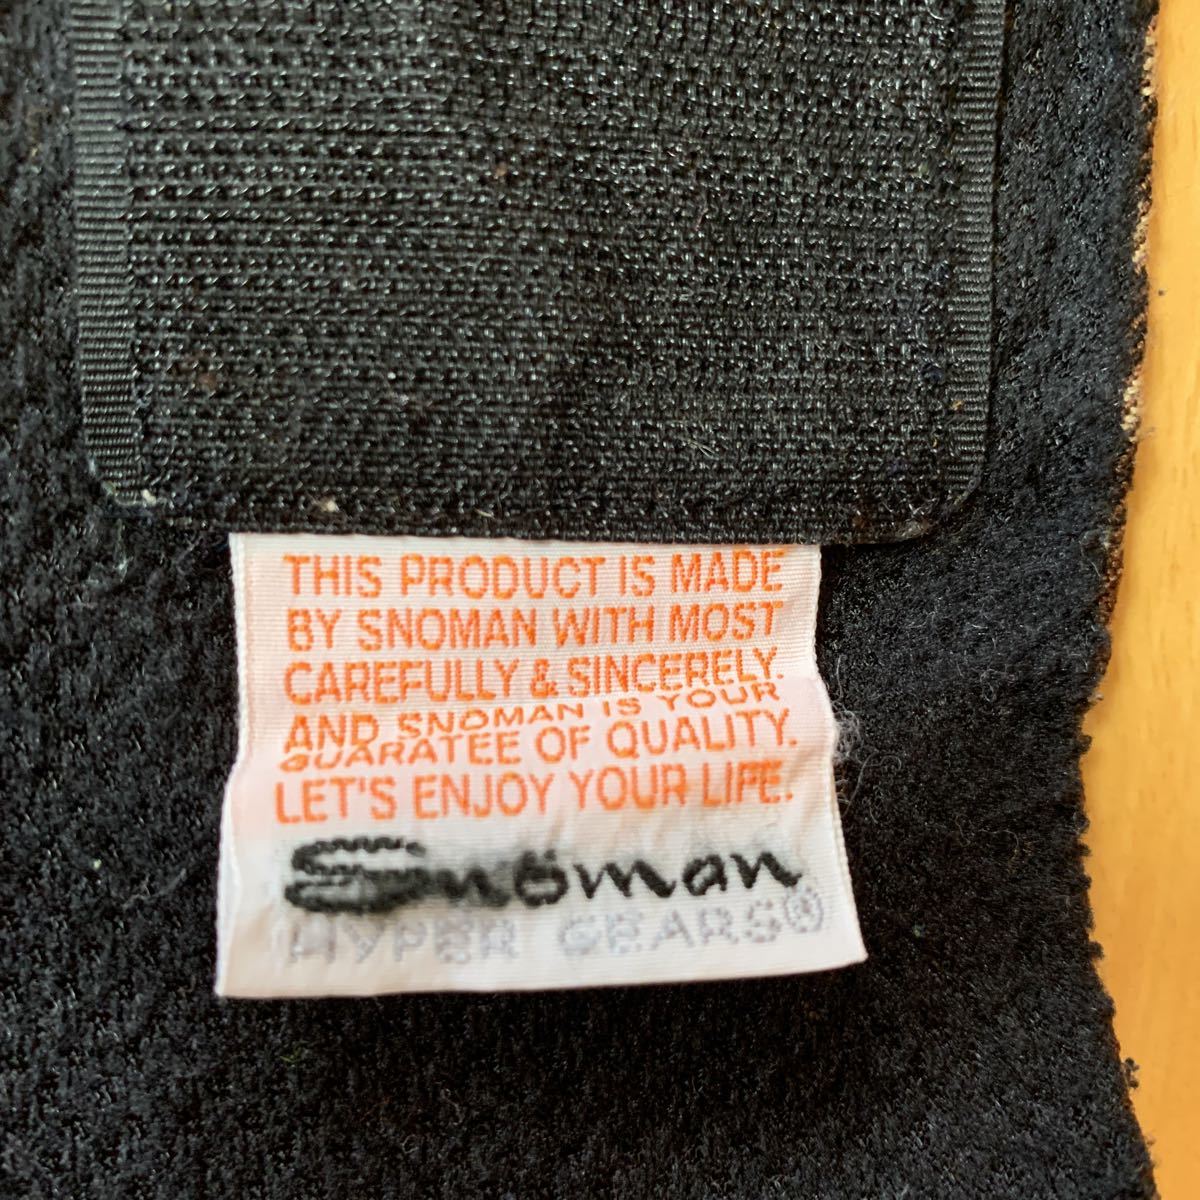 THIS PRODUCT IS MADE
BY SNOMAN WITH MOST
CAREFULLY & SINCERELY.
AND SNOMAN IS YOUR
GUARATEE OF QUALITY.
LET'S ENJOY YOUR LIFE.
Snöman
HYPER GEARS®